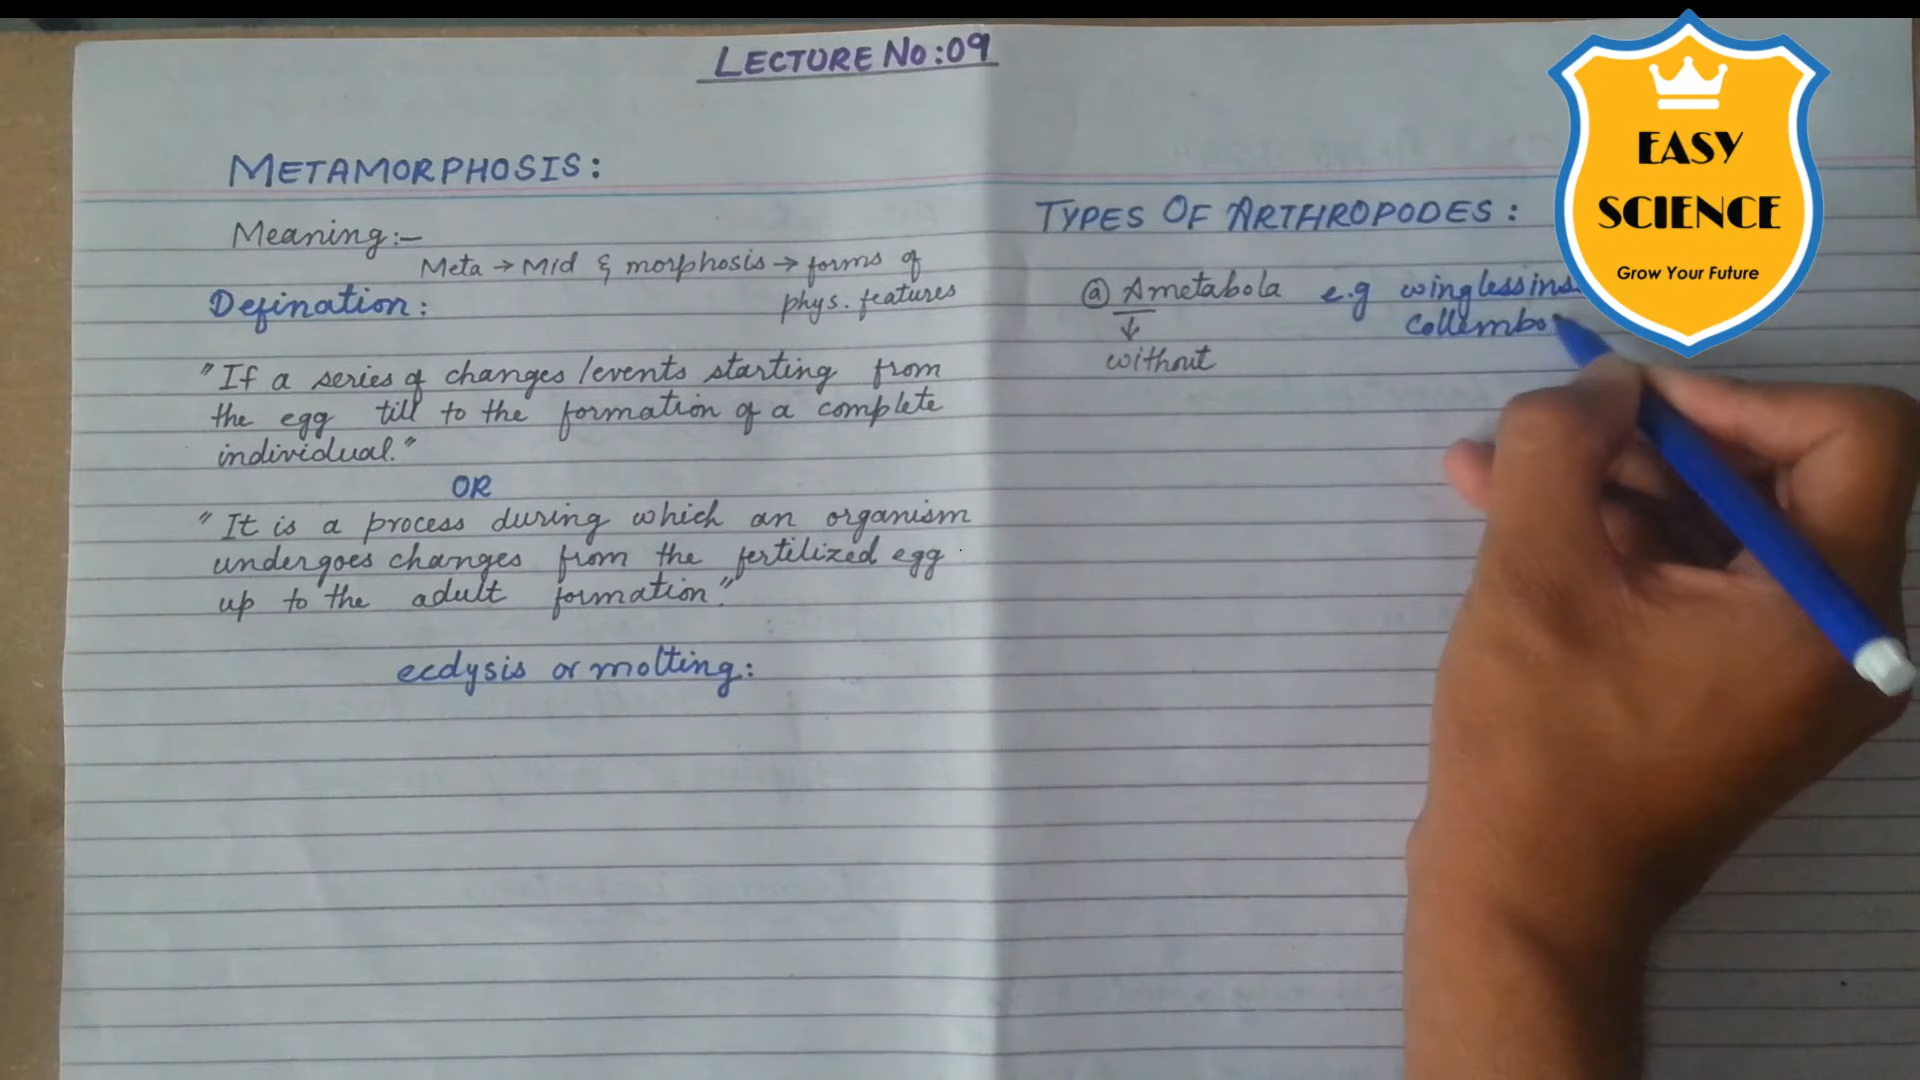 LECTURE No:09
METAMORPHOSIS:
Meaning:-
Meta → Mid & morphosis → forms of
phys. features
Defination:
"If a series of changes/events starting from
the egg till to the formation of a complete
individual."
OR
"It is a process during which an organism
undergoes changes from the fertilized egg
up to the adult formation"
ecdysis or molting:
TYPES OF ARTHROPODES:
(a) Ametabola e.g wingless ins
↓ Collembo
without
EASY
SCIENCE
Grow Your Future